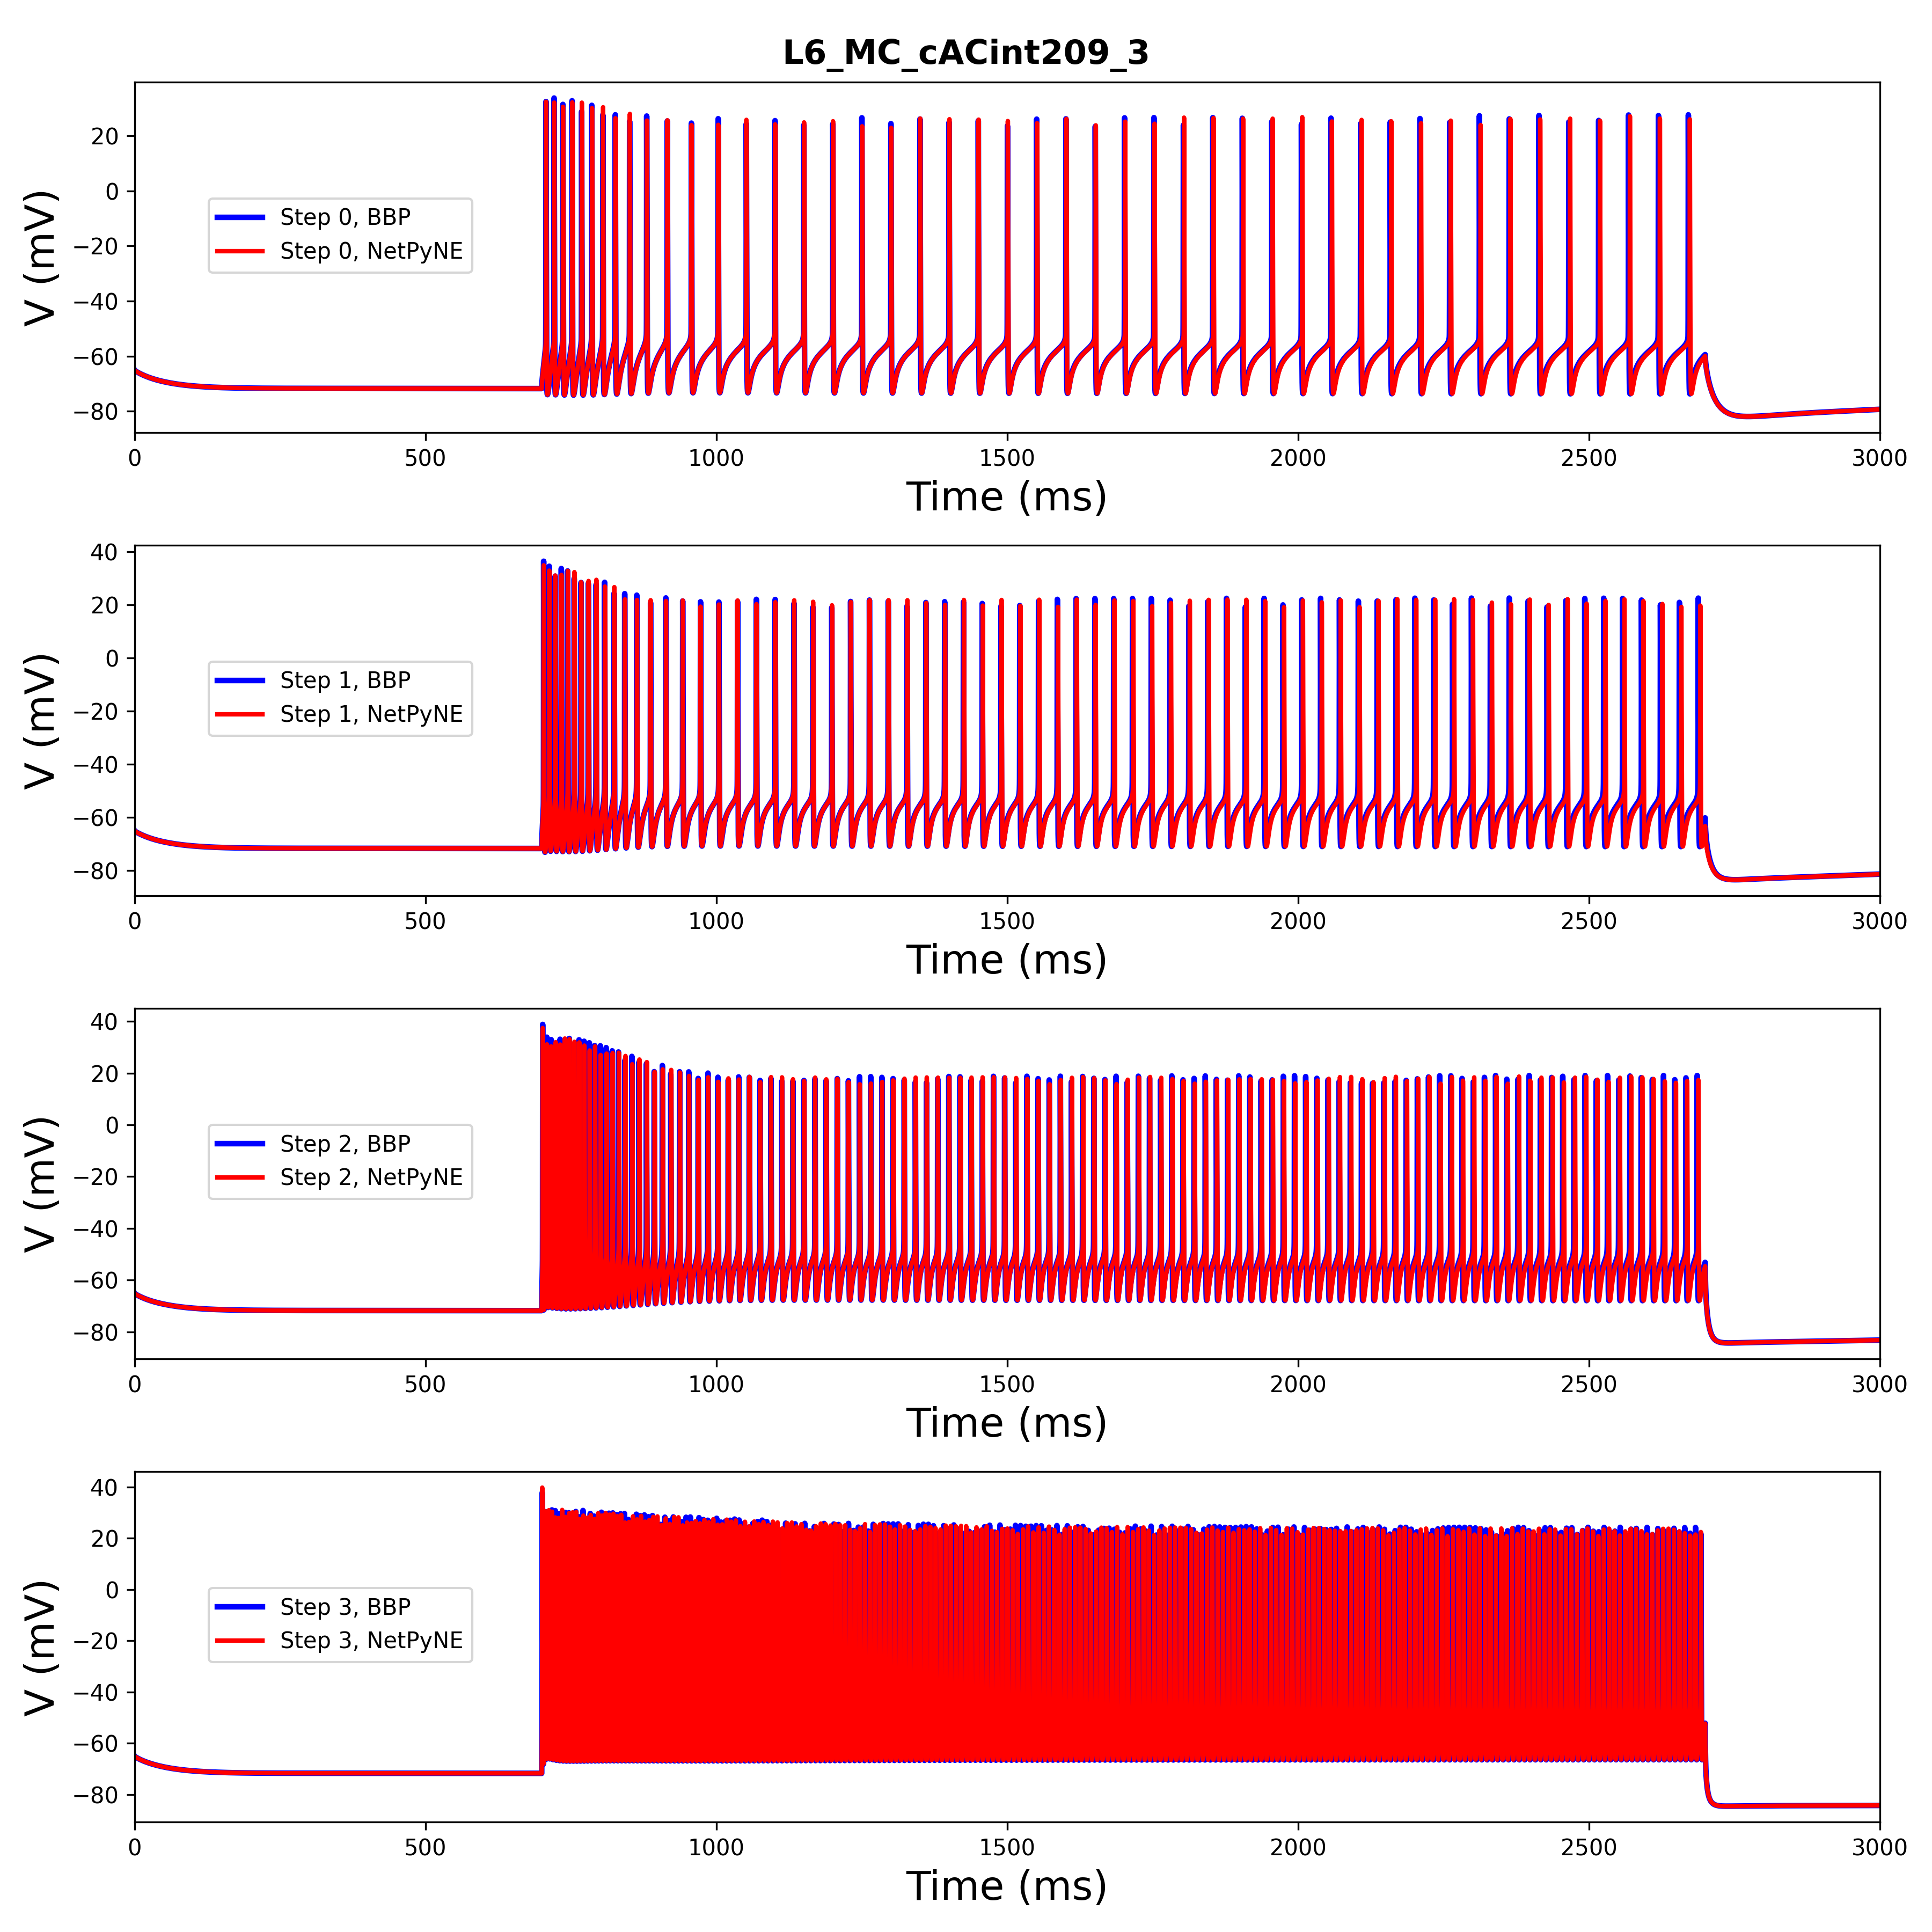 L6_MC_cACint209_3
20
0
−20
−40
−60
−80
V (mV)
Step 0, BBP
Step 0, NetPyNE
0 500 1000 1500 2000 2500 3000
Time (ms)
40
20
0
−20
−40
−60
−80
V (mV)
Step 1, BBP
Step 1, NetPyNE
0 500 1000 1500 2000 2500 3000
Time (ms)
40
20
0
−20
−40
−60
−80
V (mV)
Step 2, BBP
Step 2, NetPyNE
0 500 1000 1500 2000 2500 3000
Time (ms)
40
20
0
−20
−40
−60
−80
V (mV)
Step 3, BBP
Step 3, NetPyNE
0 500 1000 1500 2000 2500 3000
Time (ms)